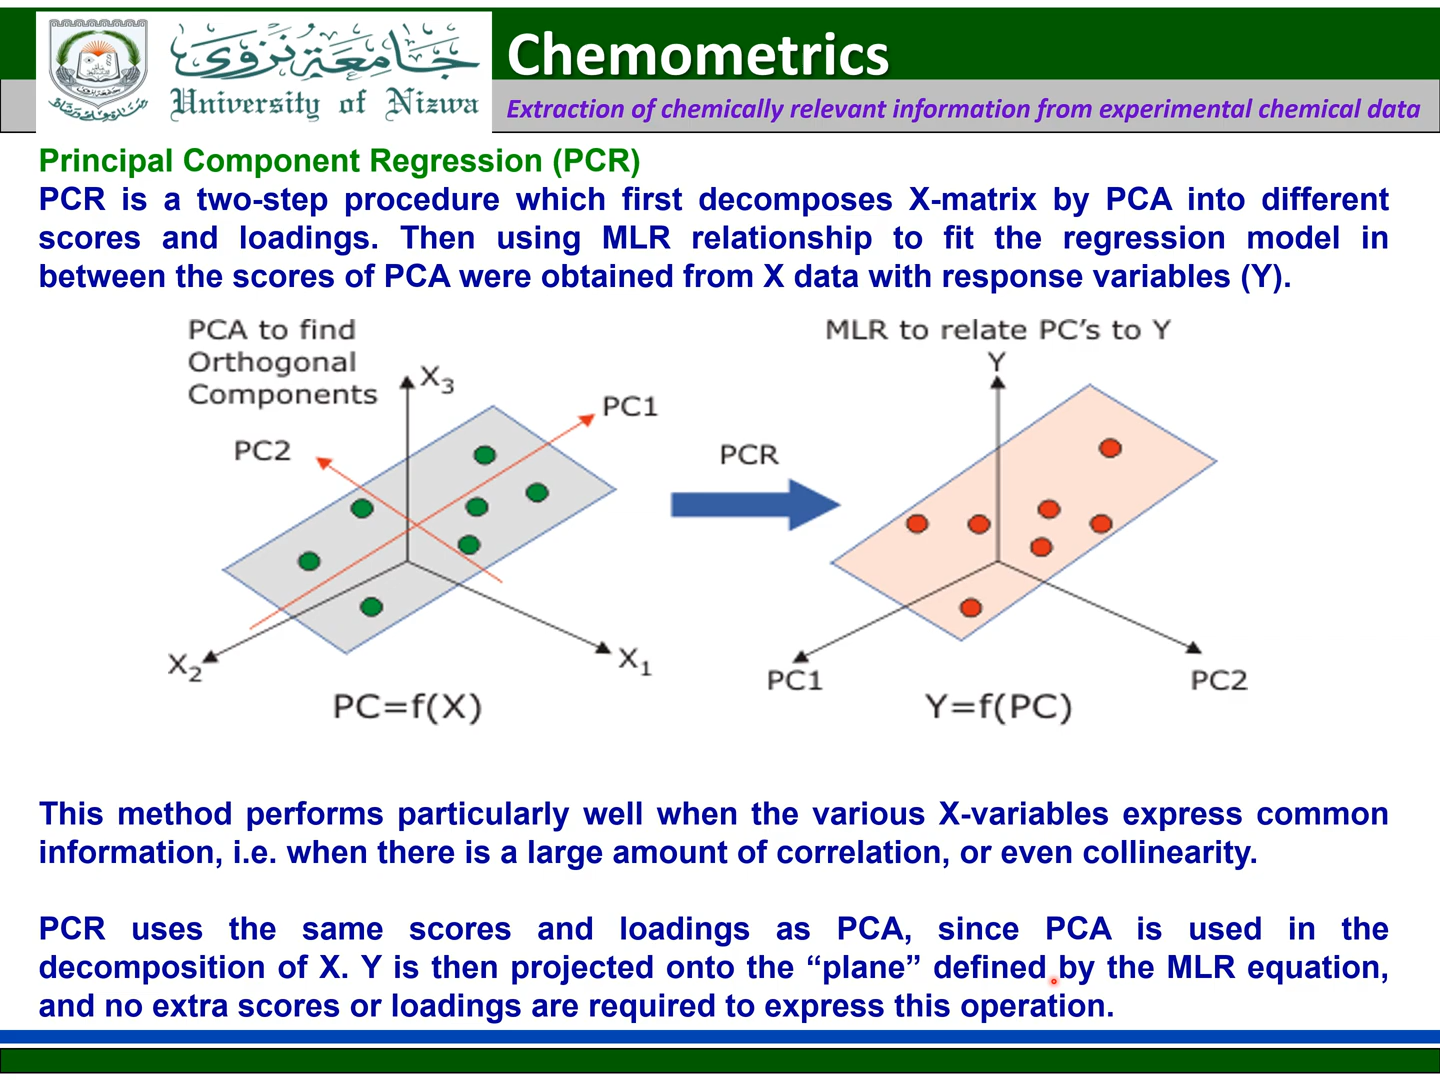 جامعة نزوى
University of Nizwa
Chemometrics
Extraction of chemically relevant information from experimental chemical data
Principal Component Regression (PCR)
PCR is a two-step procedure which first decomposes X-matrix by PCA into different
scores and loadings. Then using MLR relationship to fit the regression model in
between the scores of PCA were obtained from X data with response variables (Y).
PCA to find
Orthogonal
Components
X3
PC1
PC2
X2
X1
PC=f(X)
PCR
MLR to relate PC's to Y
Y
PC1
PC2
Y=f(PC)
This method performs particularly well when the various X-variables express common
information, i.e. when there is a large amount of correlation, or even collinearity.
PCR uses the same scores and loadings as PCA, since PCA is used in the
decomposition of X. Y is then projected onto the “plane” defined by the MLR equation,
and no extra scores or loadings are required to express this operation.